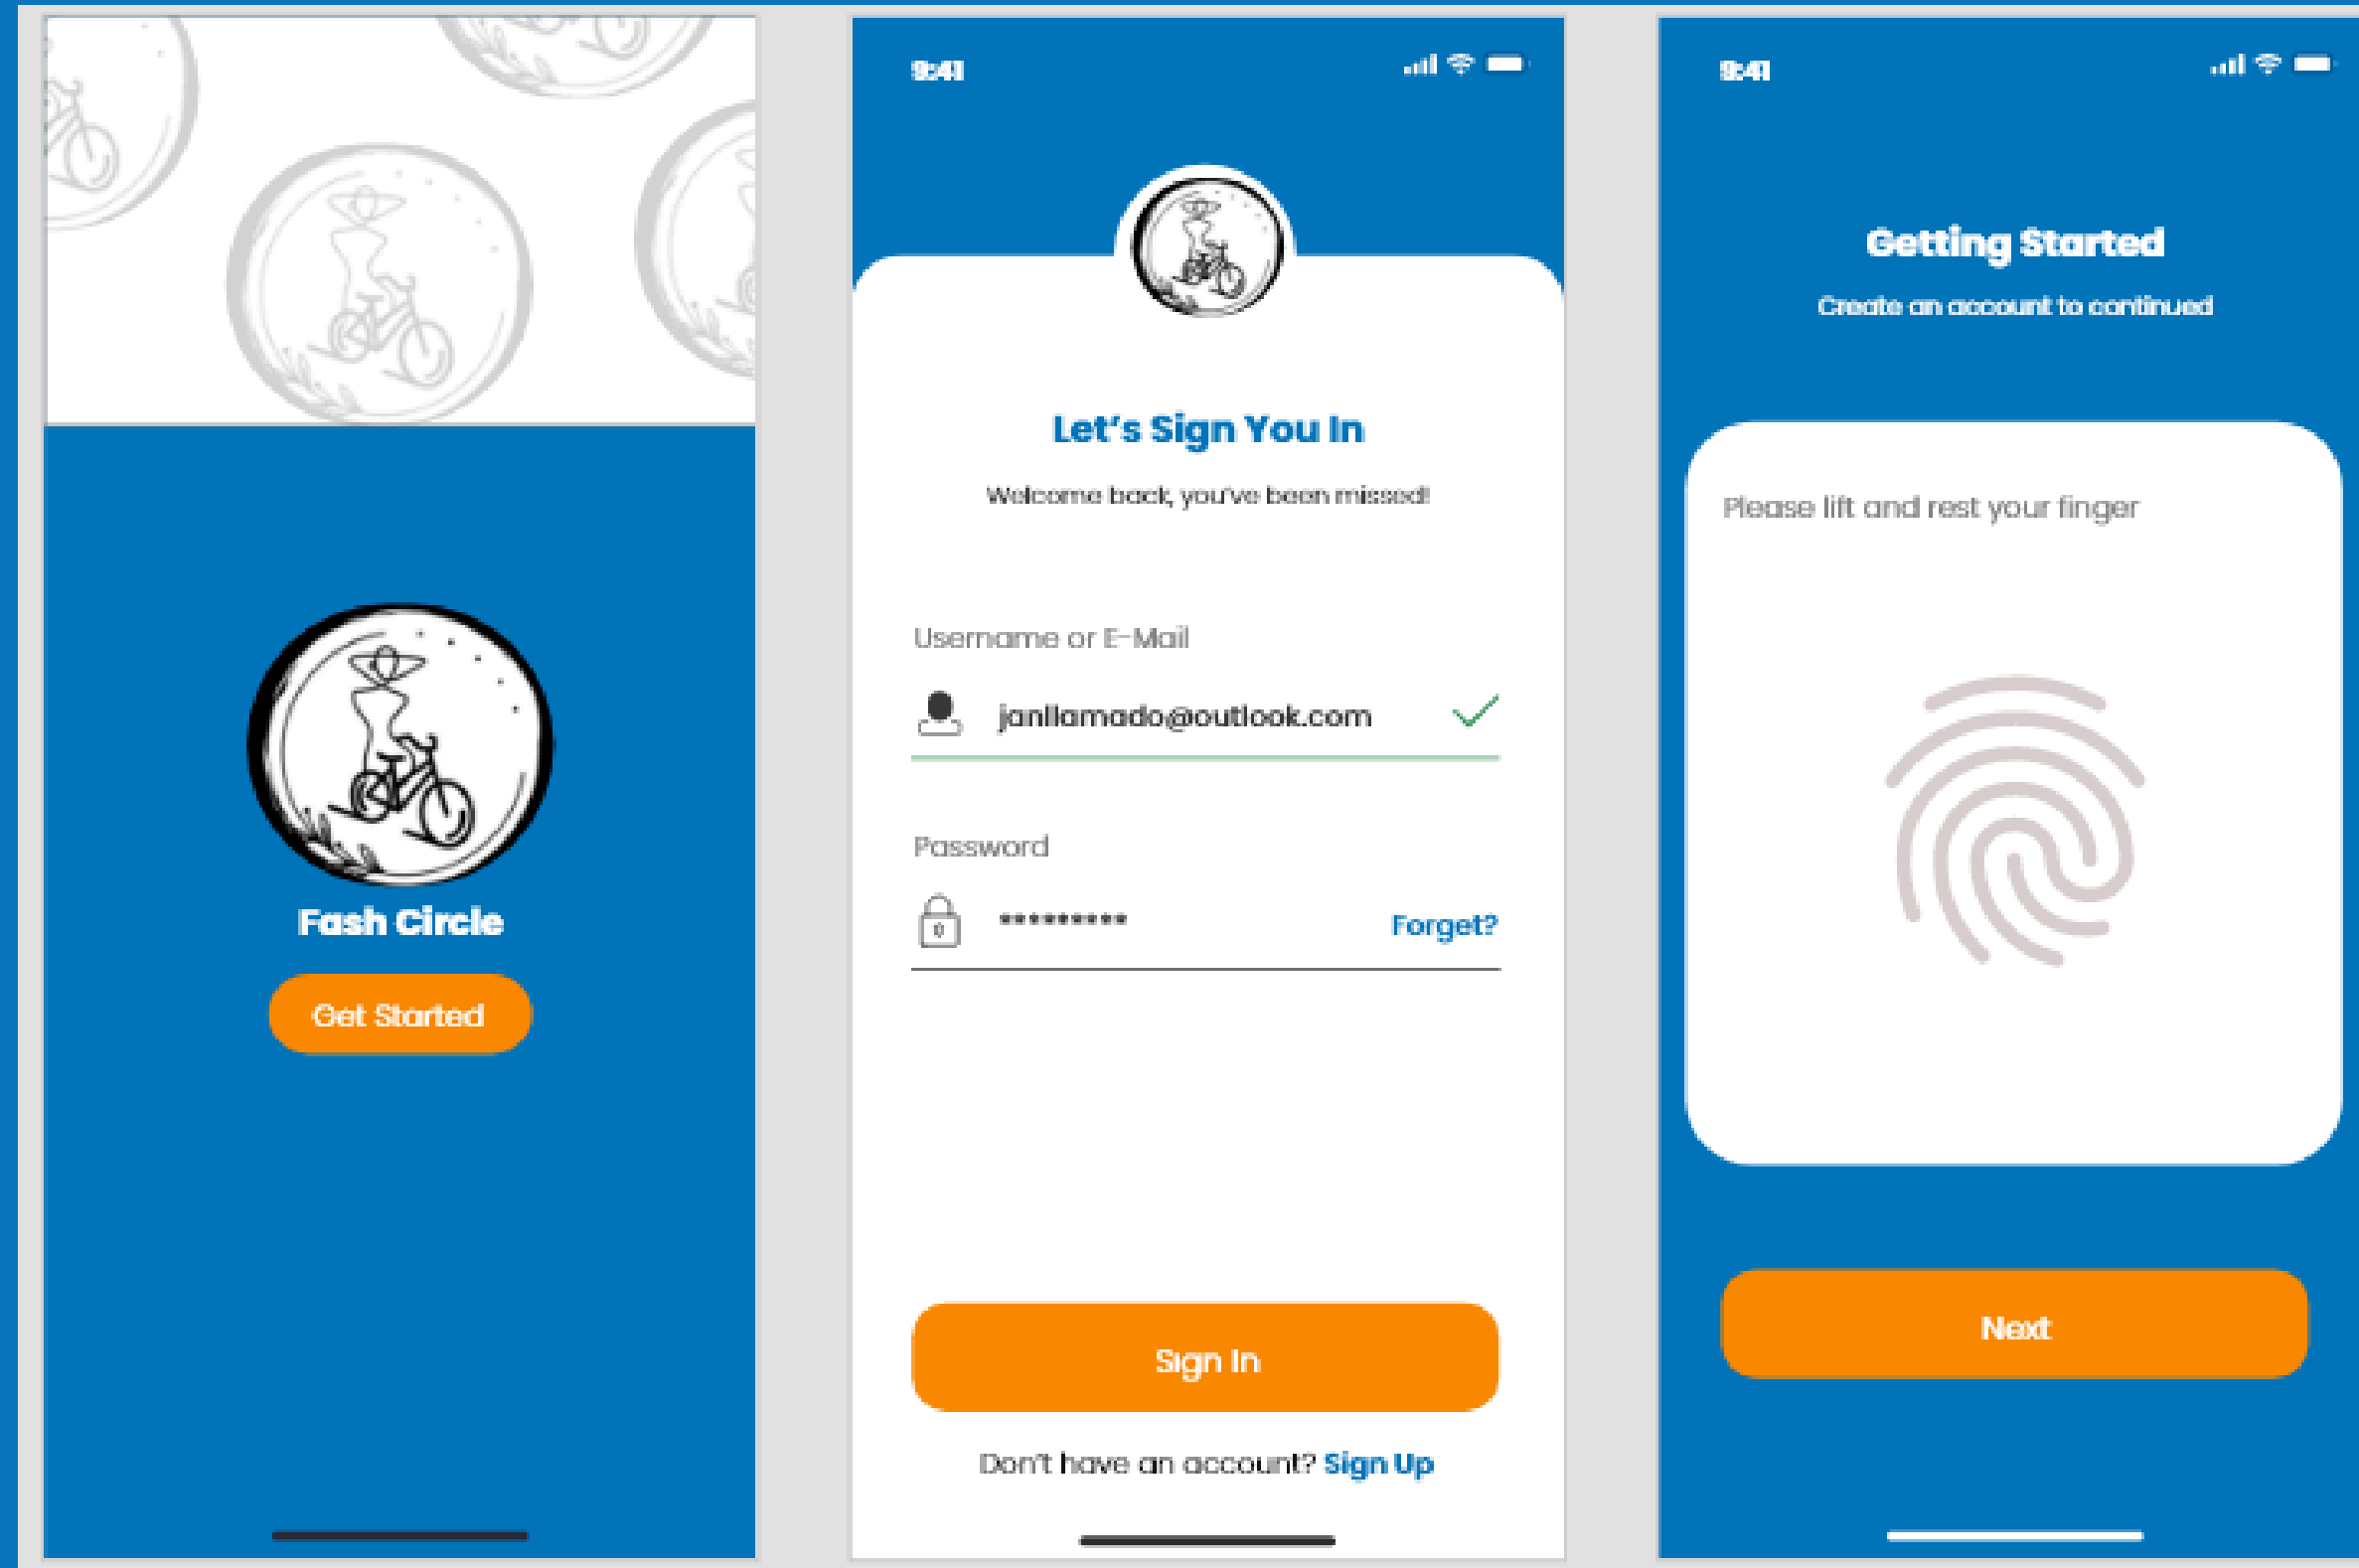 Fash Circle
Get Started
9:41
Let's Sign You In
Welcome back, you've been missed!
Username or E-Mail
janllamado@outlook.com
Password
*********
Forget?
Sign In
Don't have an account? Sign Up
9:41
Getting Started
Create an account to continued
Please lift and rest your finger
Next